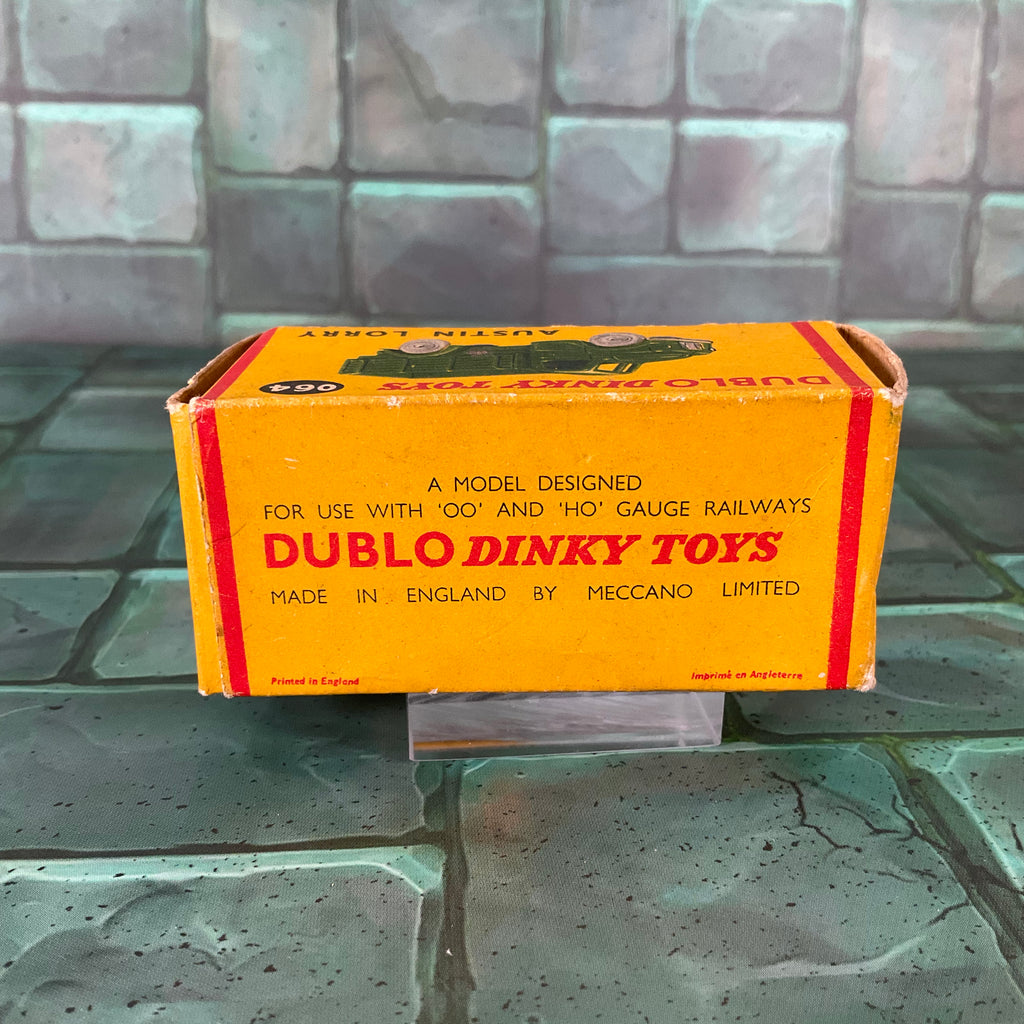 AUSTIN LORRY
064
DUBLO DINKY TOYS
A MODEL DESIGNED
FOR USE WITH 'OO' AND 'HO' GAUGE RAILWAYS
DUBLO DINKY TOYS
MADE IN ENGLAND BY MECCANO LIMITED
Printed in England
Imprimé en Angleterre